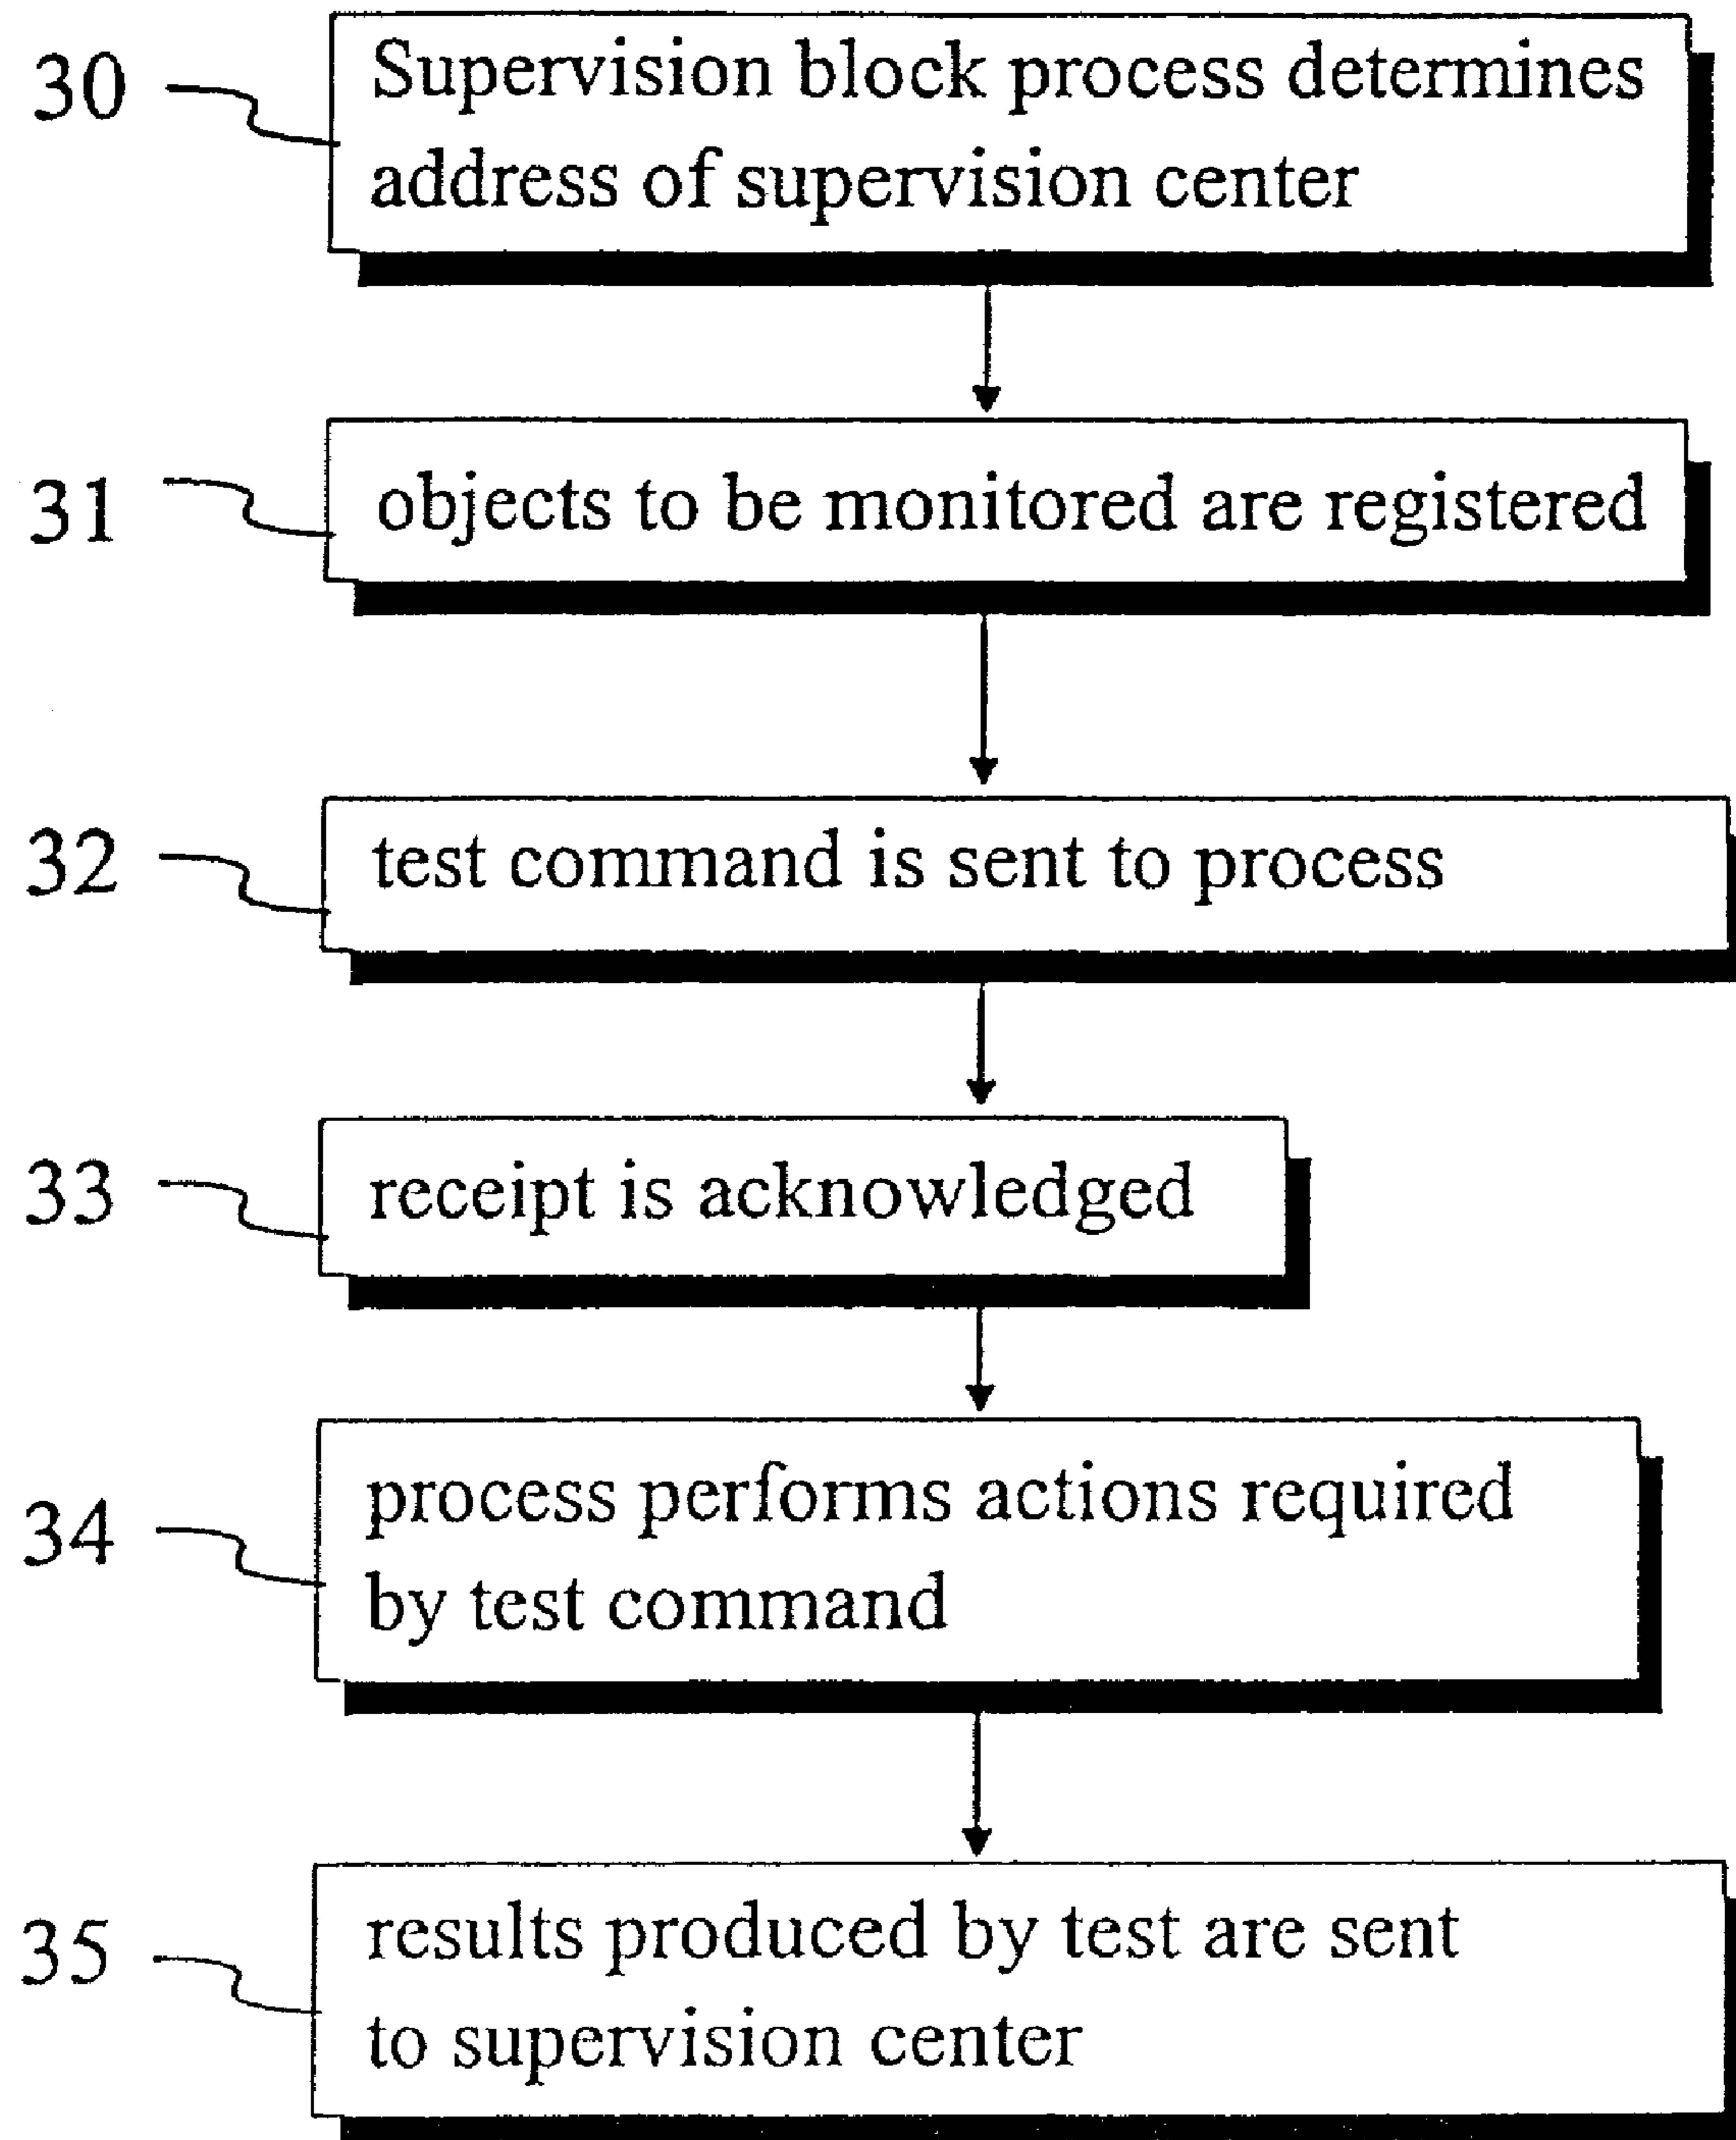 30
Supervision block process determines
address of supervision center
31
objects to be monitored are registered
32
test command is sent to process
33
receipt is acknowledged
34
process performs actions required
by test command
35
results produced by test are sent
to supervision center